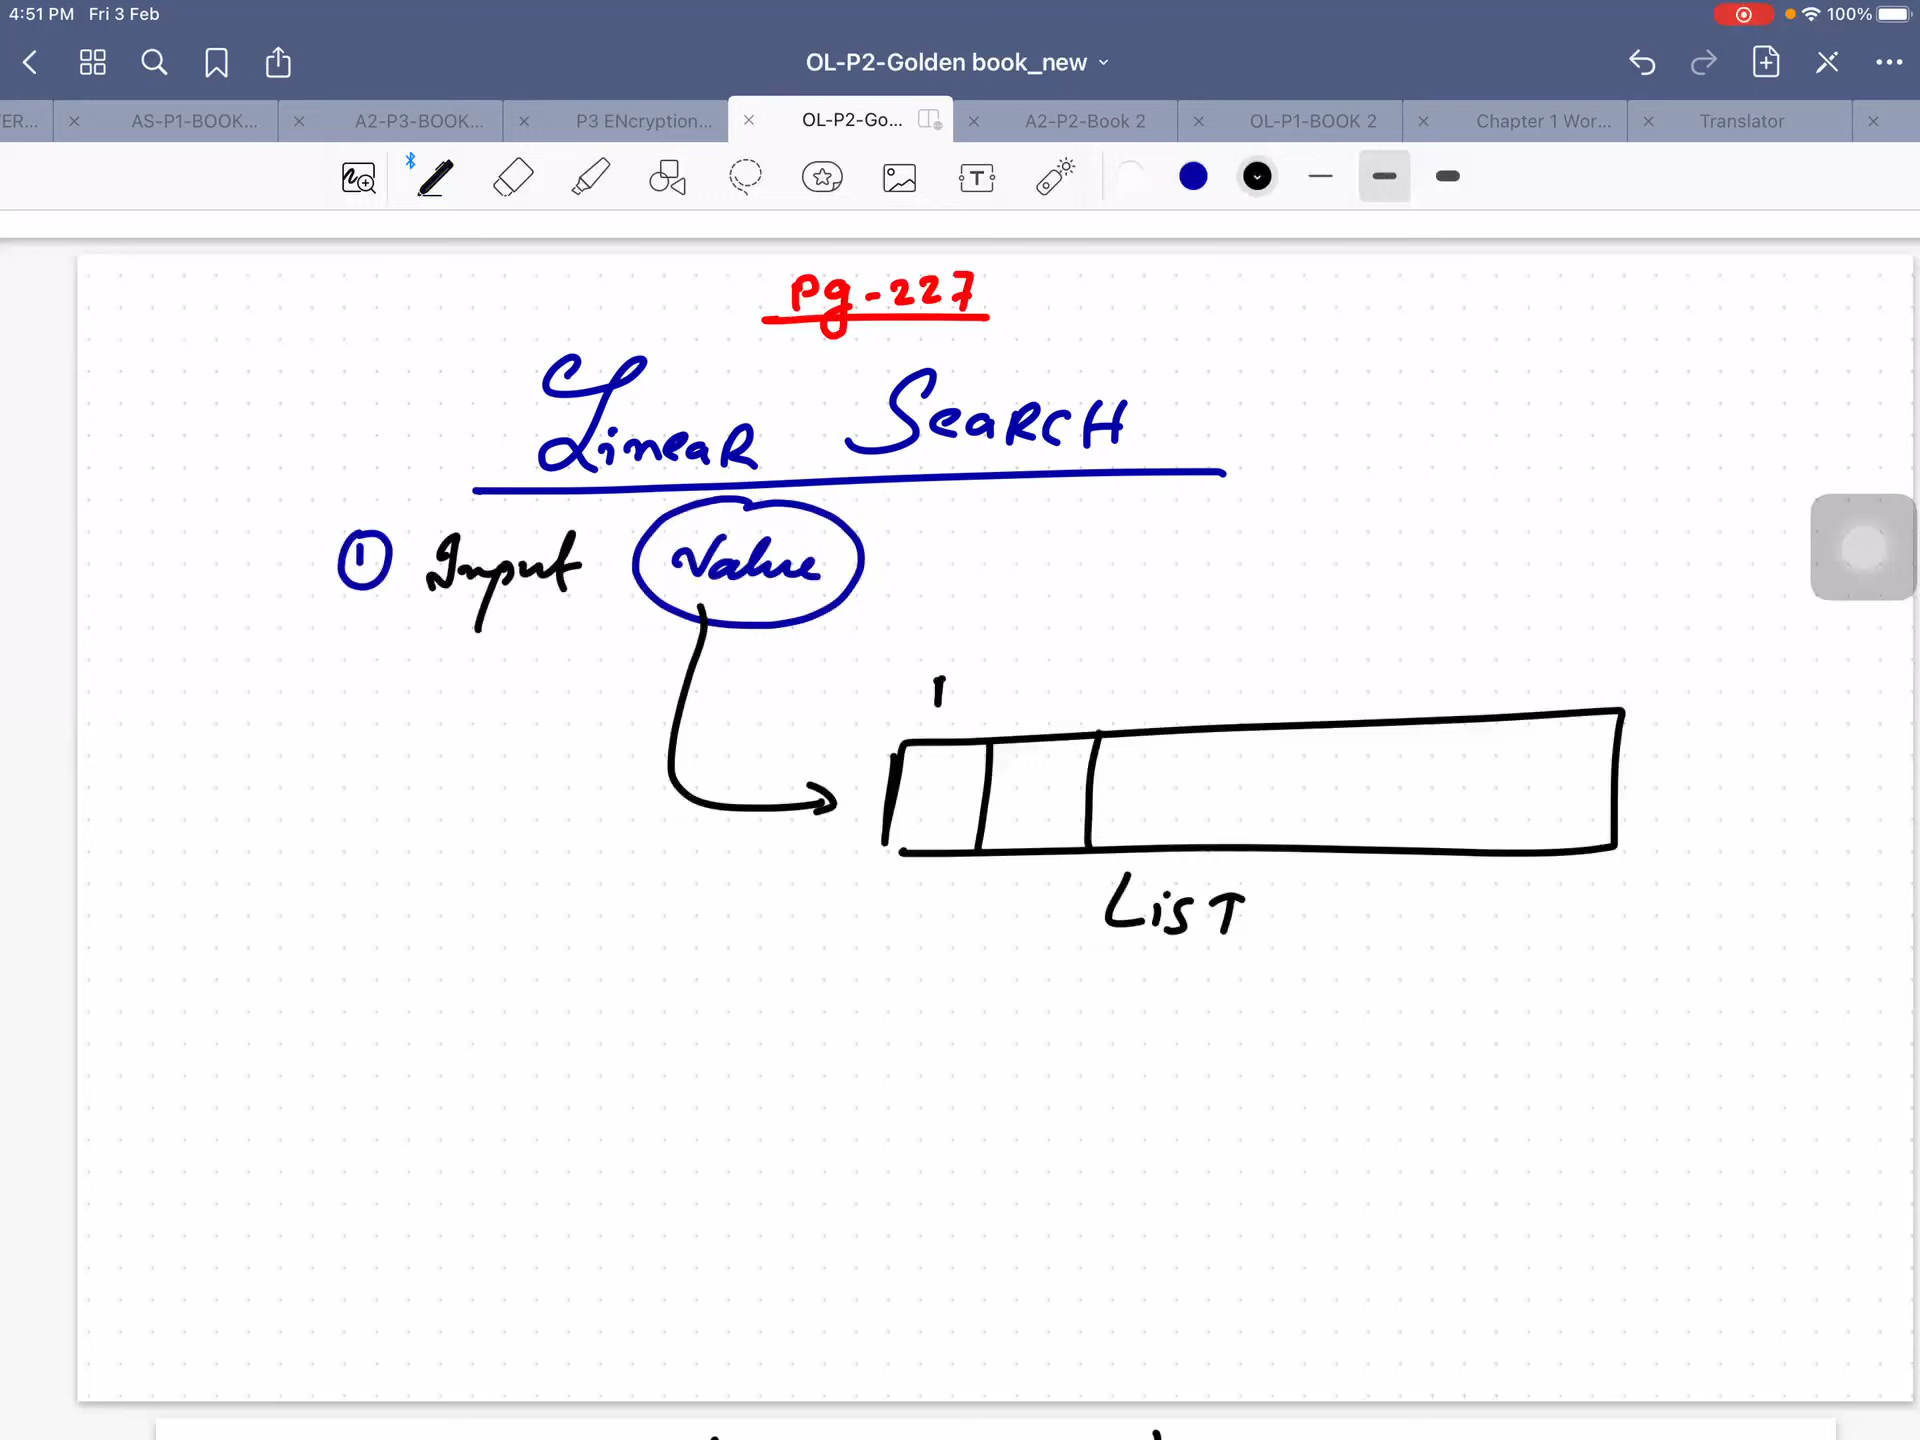 4:51 PM Fri 3 Feb 100%
OL-P2-Golden book_new
ER... AS-P1-BOOK... A2-P3-BOOK... P3 ENcryption... OL-P2-Go... A2-P2-Book 2 OL-P1-BOOK 2 Chapter 1 Wor... Translator
Pg-227
Linear SeaRCH
① Input Value
1
LisT